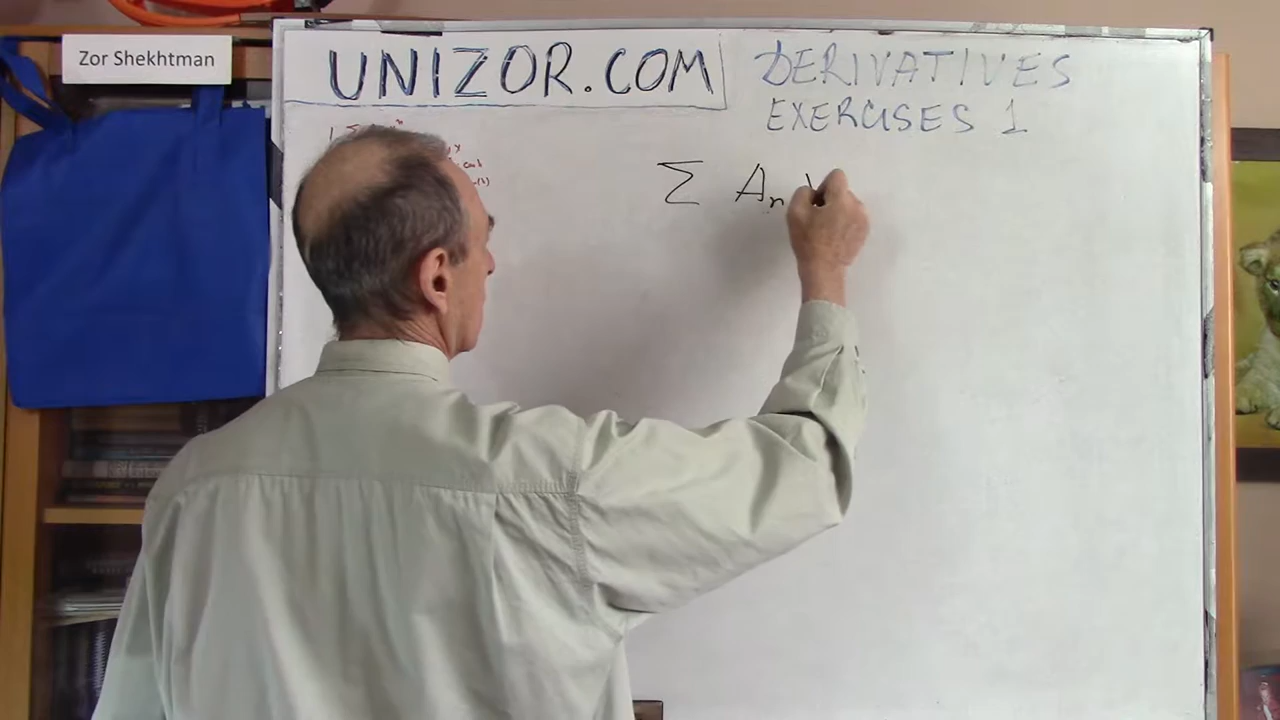 Zor Shekhtman
UNIZOR.COM
DERIVATIVES
EXERCISES 1
Σ Aₙ